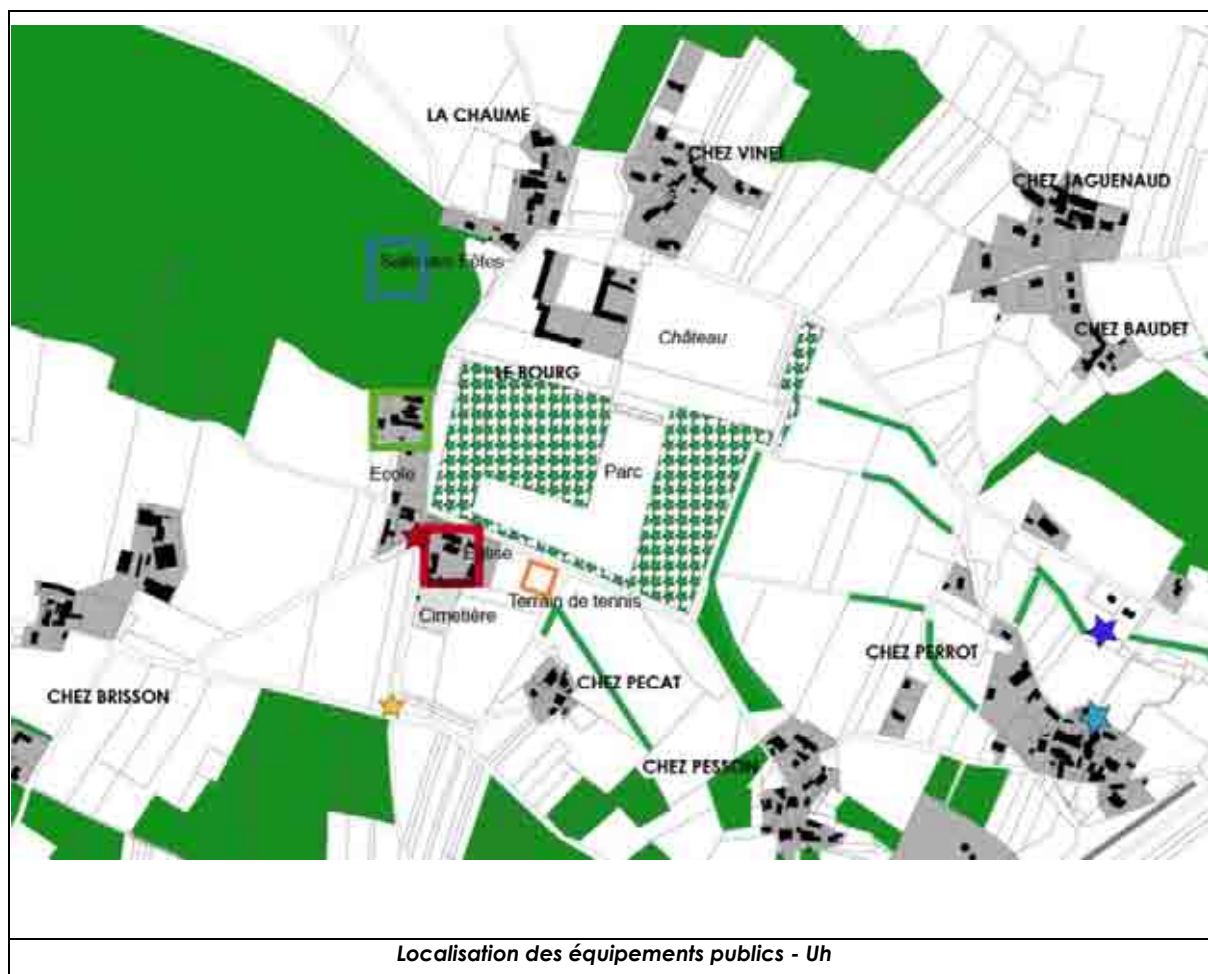 LA CHAUME
CHEZ VINET
CHEZ JAGUENAUD
Salle des Fêtes
Château
CHEZ BAUDET
LE BOURG
Parc
Ecole
Eglise
Terrain de tennis
Cimetière
CHEZ PERROT
CHEZ PECAT
CHEZ BRISSON
CHEZ PESSON
Localisation des équipements publics - Uh